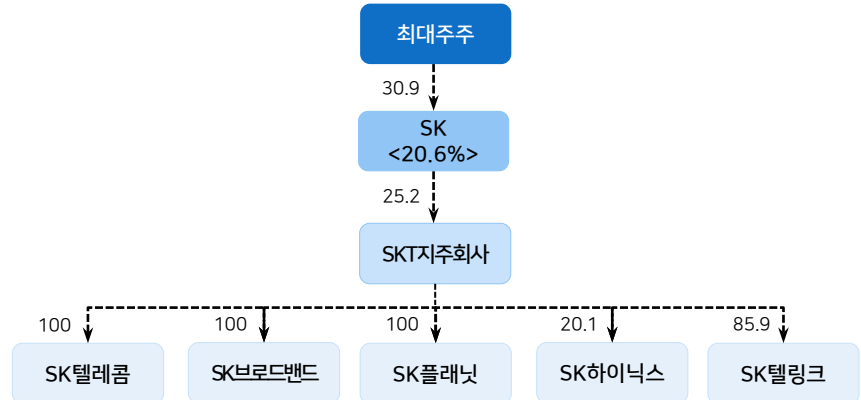 최대주주
30.9
SK
<20.6%>
25.2
SKT지주회사
100
100
100
20.1
85.9
SK텔레콤
SK브로드밴드
SK플래닛
SK하이닉스
SK텔링크